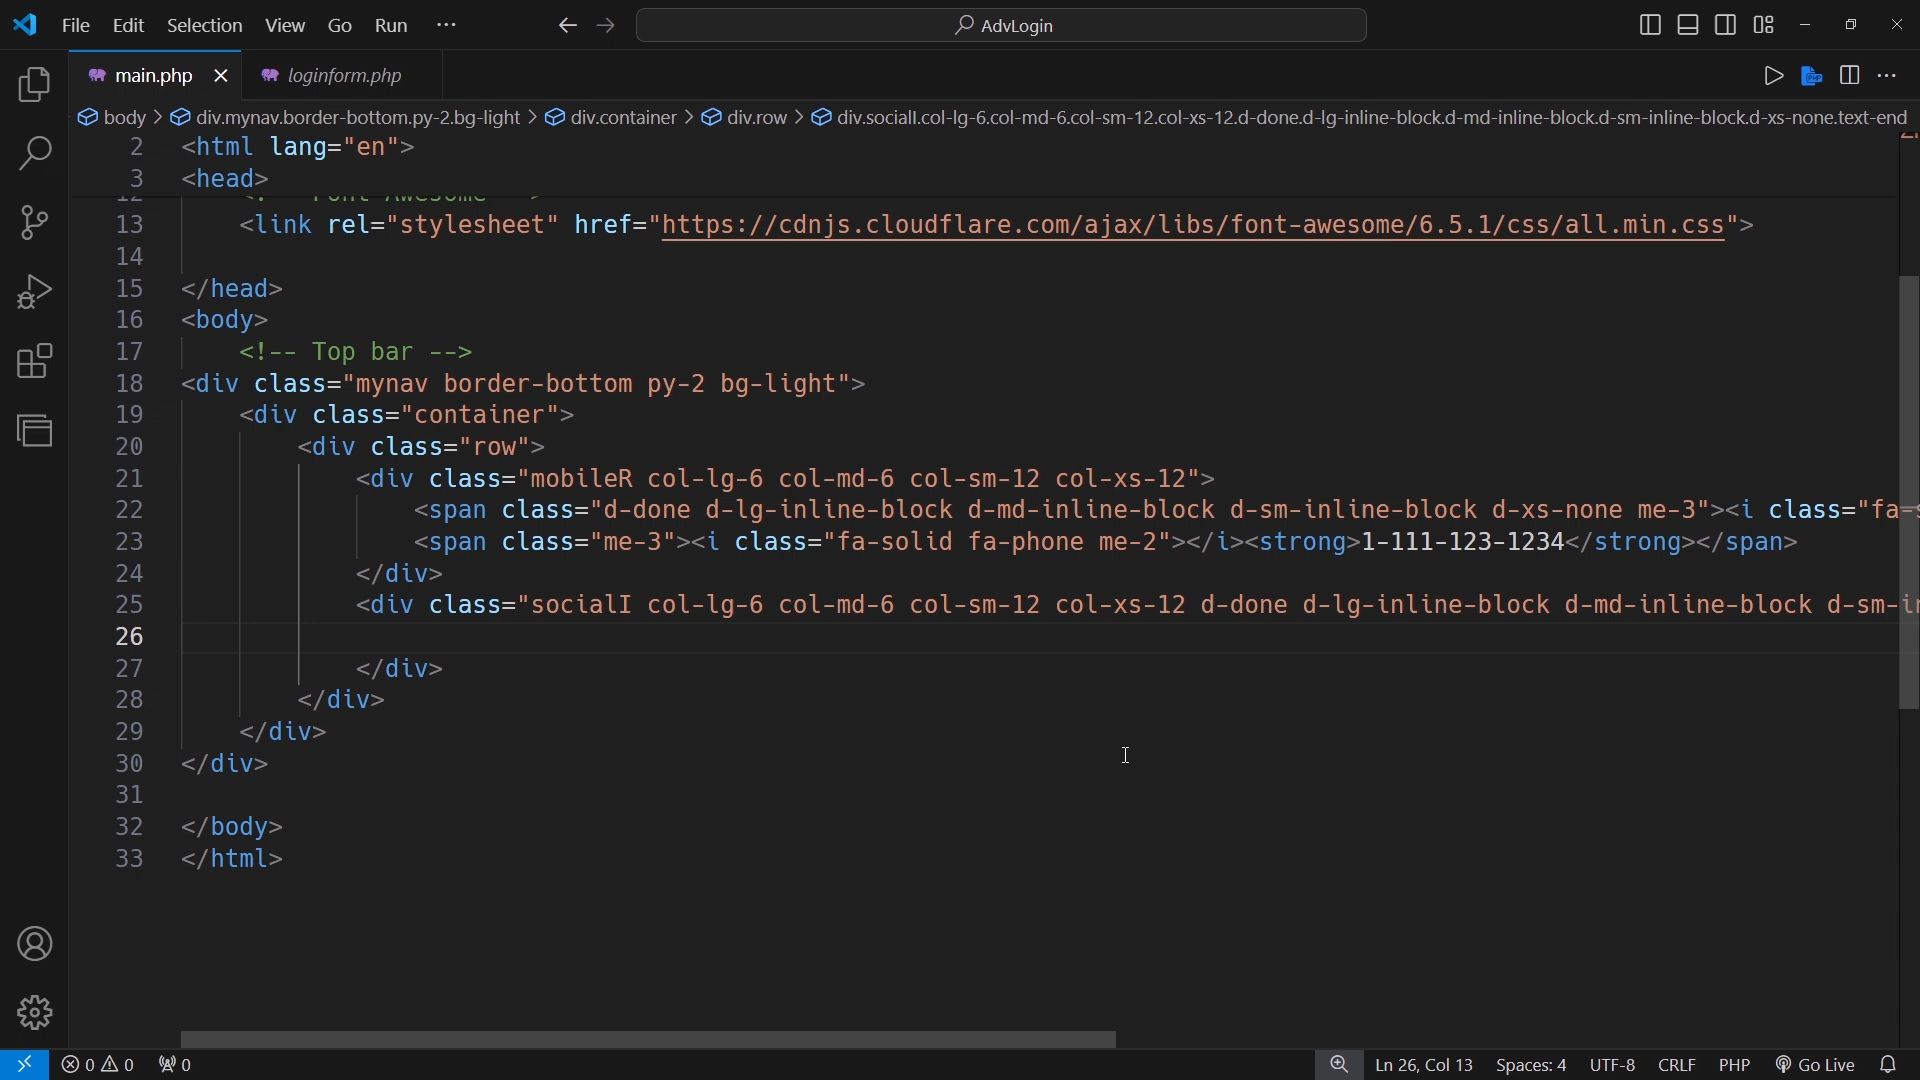 File Edit Selection View Go Run ··· AdvLogin
main.php loginform.php
body > div.mynav.border-bottom.py-2.bg-light > div.container > div.row > div.socialI.col-lg-6.col-md-6.col-sm-12.col-xs-12.d-done.d-lg-inline-block.d-md-inline-block.d-sm-inline-block.d-xs-none.text-end
2 <html lang="en">
3 <head>
12 <!-- Font Awesome -->
13 <link rel="stylesheet" href="https://cdnjs.cloudflare.com/ajax/libs/font-awesome/6.5.1/css/all.min.css">
14
15 </head>
16 <body>
17 <!-- Top bar -->
18 <div class="mynav border-bottom py-2 bg-light">
19 <div class="container">
20 <div class="row">
21 <div class="mobileR col-lg-6 col-md-6 col-sm-12 col-xs-12">
22 <span class="d-done d-lg-inline-block d-md-inline-block d-sm-inline-block d-xs-none me-3"><i class="fa-s
23 <span class="me-3"><i class="fa-solid fa-phone me-2"></i><strong>1-111-123-1234</strong></span>
24 </div>
25 <div class="socialI col-lg-6 col-md-6 col-sm-12 col-xs-12 d-done d-lg-inline-block d-md-inline-block d-sm-in
26
27 </div>
28 </div>
29 </div>
30 </div>
31
32 </body>
33 </html>
0 0 0 Ln 26, Col 13 Spaces: 4 UTF-8 CRLF PHP Go Live